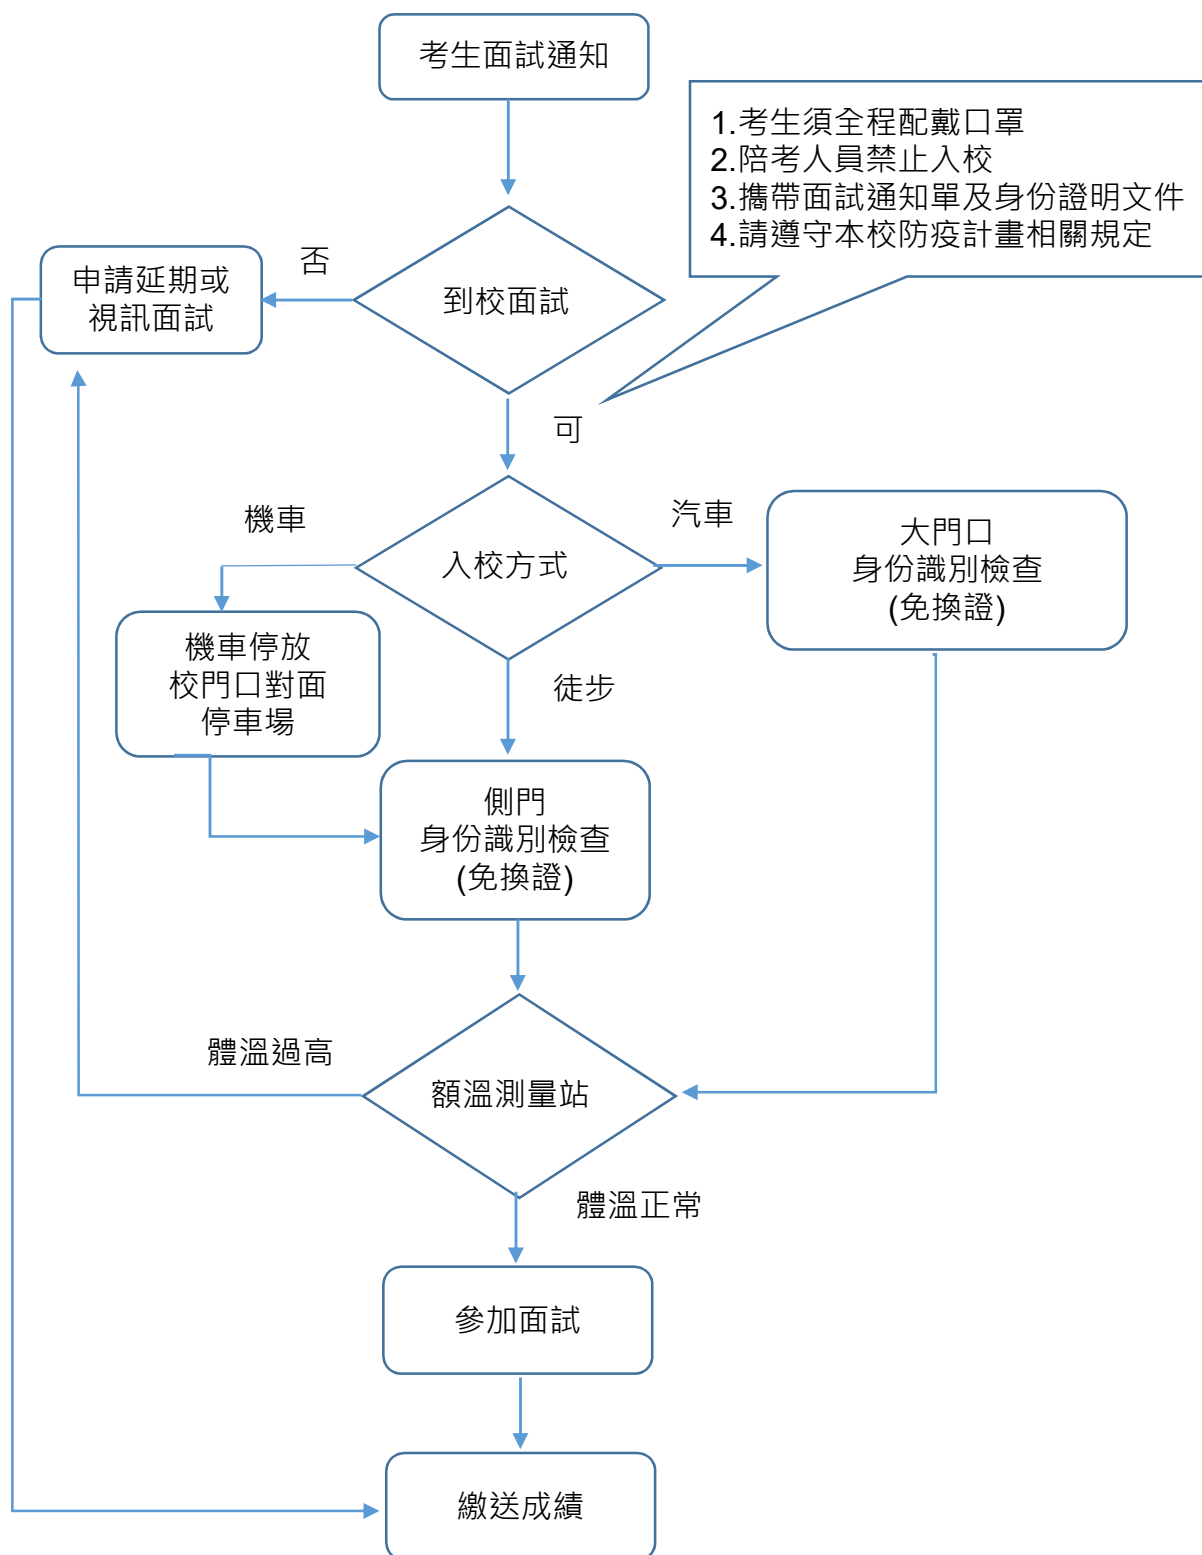 考生面試通知
1.考生須全程配戴口罩
2.陪考人員禁止入校
3.攜帶面試通知單及身份證明文件
4.請遵守本校防疫計畫相關規定
否
申請延期或
視訊面試
到校面試
可
機車
汽車
入校方式
大門口
身份識別檢查
(免換證)
機車停放
校門口對面
停車場
徒步
側門
身份識別檢查
(免換證)
體溫過高
額溫測量站
體溫正常
參加面試
繳送成績